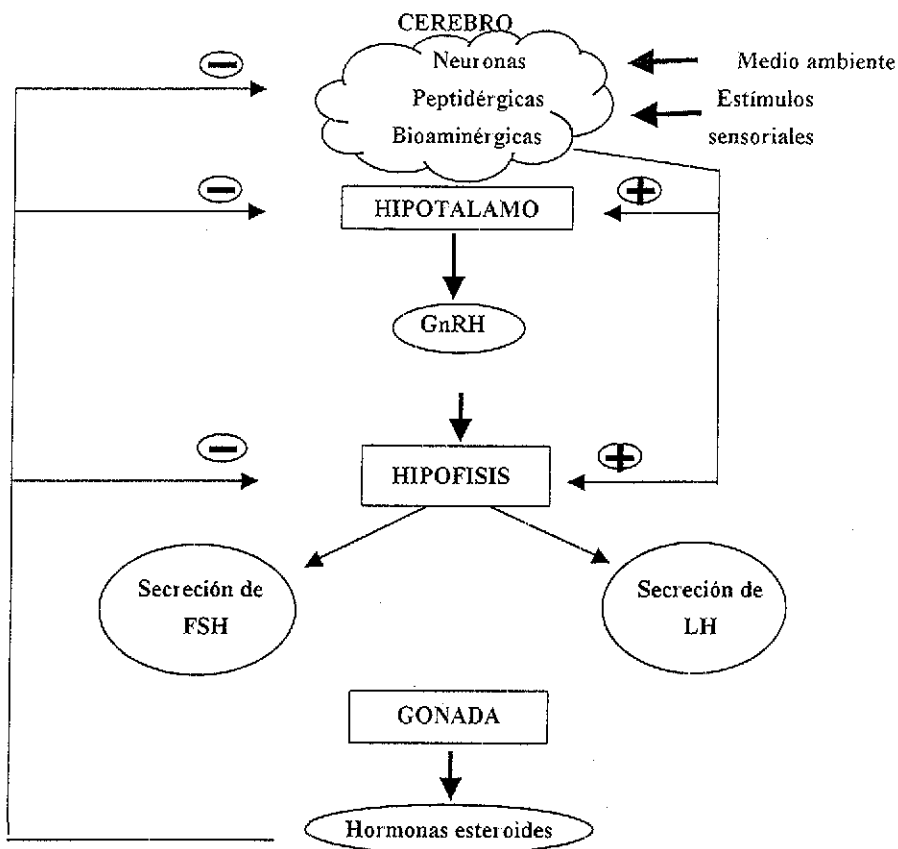 CEREBRO
Neuronas
Peptidérgicas
Bioaminérgicas
Medio ambiente
Estímulos
sensoriales
HIPOTALAMO
GnRH
HIPOFISIS
Secreción de
FSH
Secreción de
LH
GONADA
Hormonas esteroides